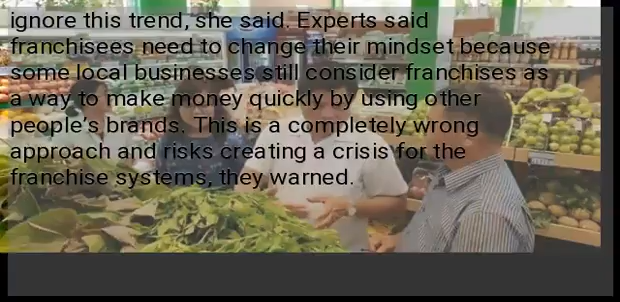 ignore this trend, she said. Experts said
franchisees need to change their mindset because
some local businesses still consider franchises as
a way to make money quickly by using other
people's brands. This is a completely wrong
approach and risks creating a crisis for the
franchise systems, they warned.